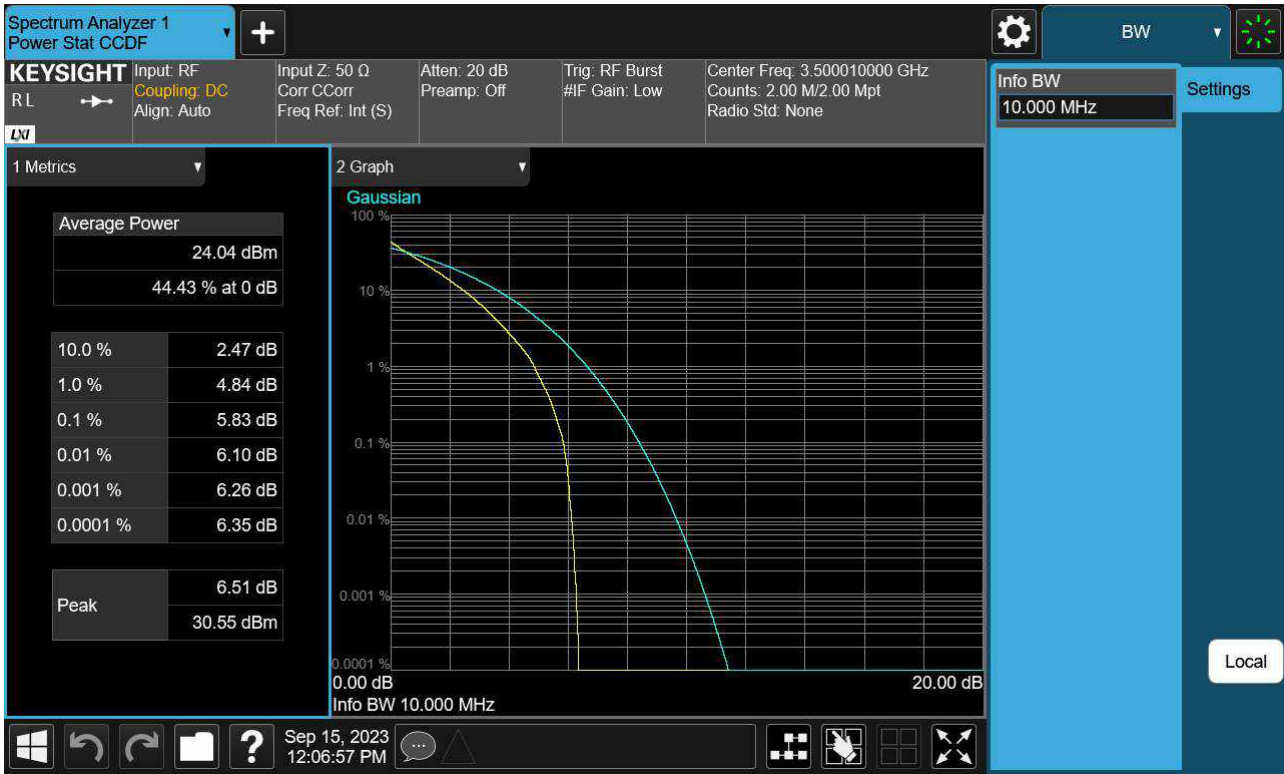 Spectrum Analyzer 1
Power Stat CCDF
BW
KEYSIGHT
RL
LXI
Input: RF
Coupling: DC
Align: Auto
Input Z: 50 Ω
Corr CCorr
Freq Ref: Int (S)
Atten: 20 dB
Preamp: Off
Trig: RF Burst
#IF Gain: Low
Center Freq: 3.500010000 GHz
Counts: 2.00 M/2.00 Mpt
Radio Std: None
Info BW
10.000 MHz
Settings
1 Metrics
Average Power
24.04 dBm
44.43 % at 0 dB
10.0 % 2.47 dB
1.0 % 4.84 dB
0.1 % 5.83 dB
0.01 % 6.10 dB
0.001 % 6.26 dB
0.0001 % 6.35 dB
Peak
6.51 dB
30.55 dBm
2 Graph
Gaussian
100 %
10 %
1 %
0.1 %
0.01 %
0.001 %
0.0001 %
0.00 dB
20.00 dB
Info BW 10.000 MHz
Local
?
Sep 15, 2023
12:06:57 PM